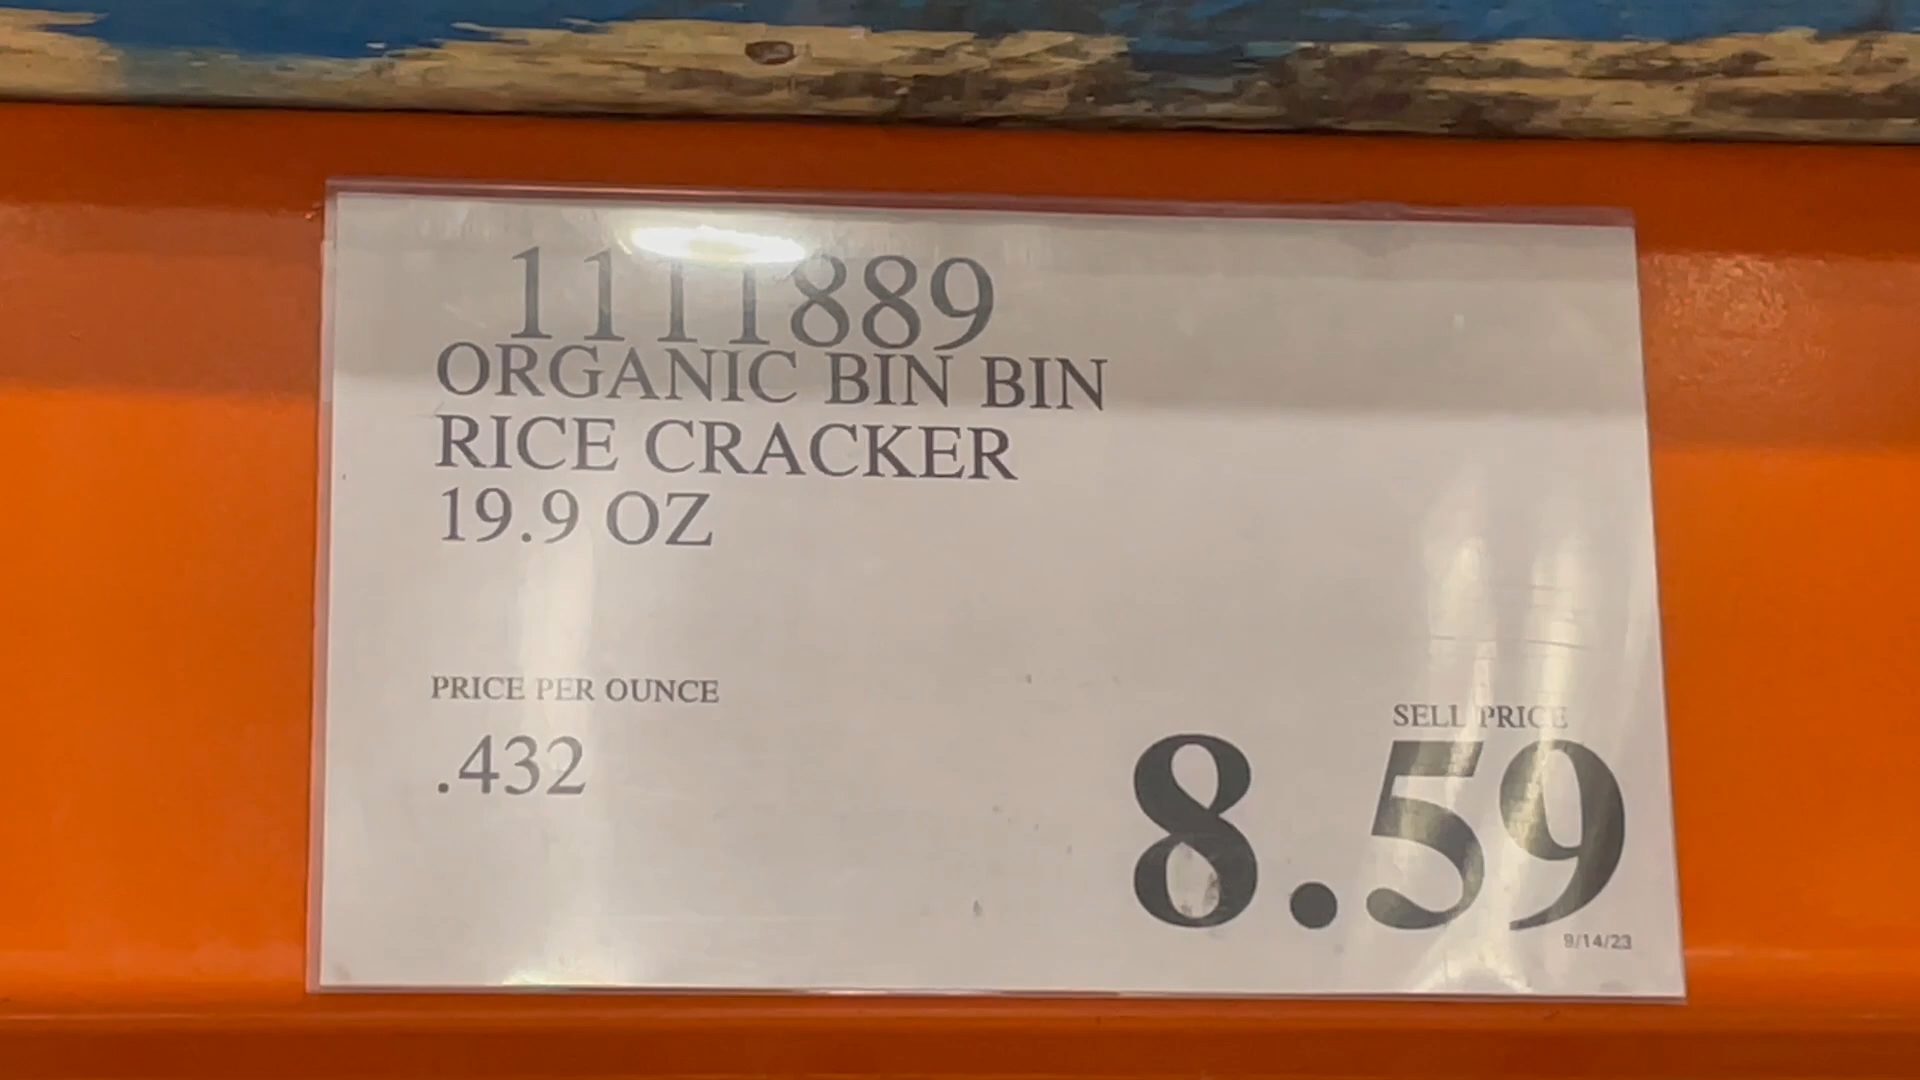 1111889
ORGANIC BIN BIN
RICE CRACKER
19.9 OZ
PRICE PER OUNCE
.432
SELL PRICE
8.59
9/14/23